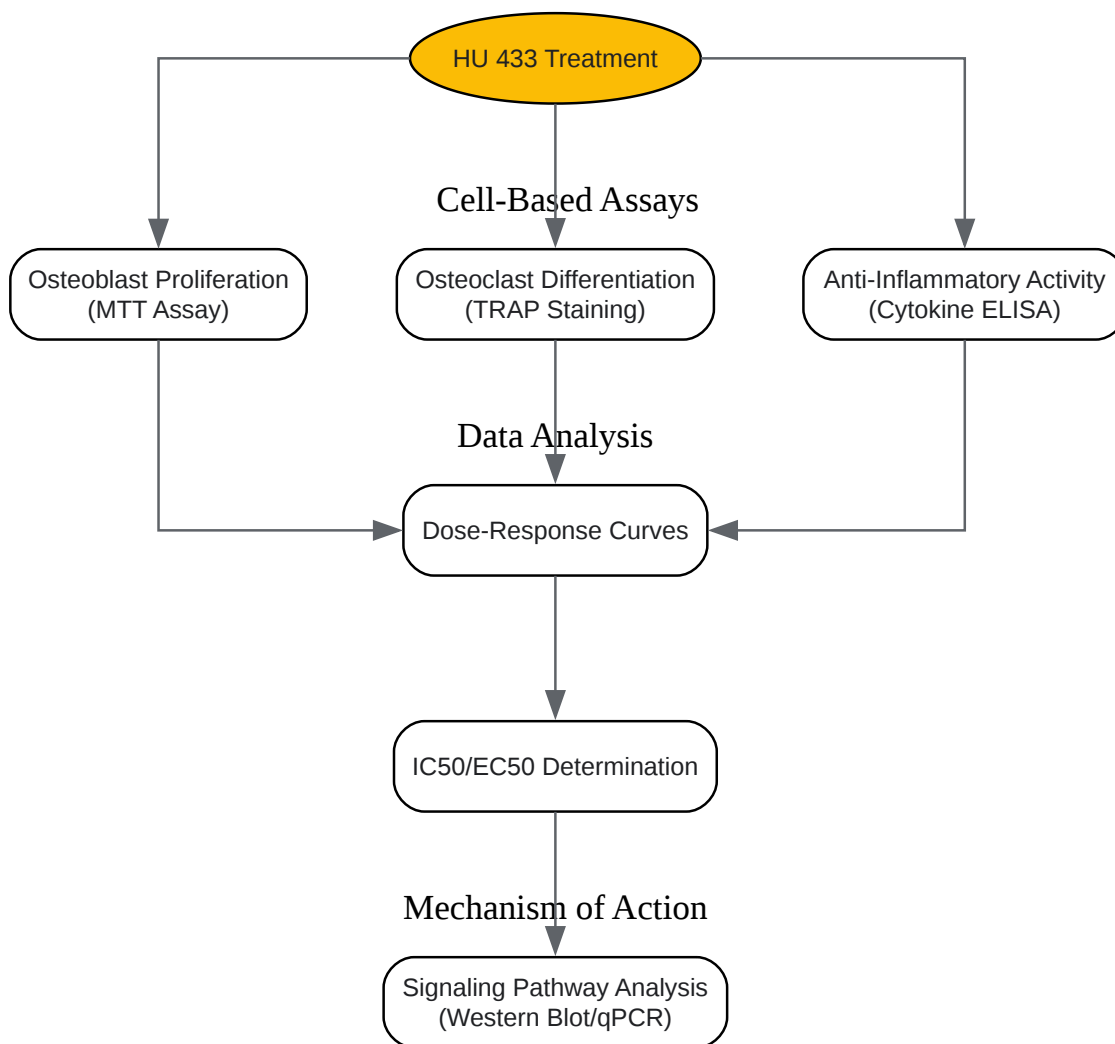 HU 433 Treatment
Cell-Based Assays
Osteoblast Proliferation
(MTT Assay)
Osteoclast Differentiation
(TRAP Staining)
Anti-Inflammatory Activity
(Cytokine ELISA)
Data Analysis
Dose-Response Curves
IC50/EC50 Determination
Mechanism of Action
Signaling Pathway Analysis
(Western Blot/qPCR)